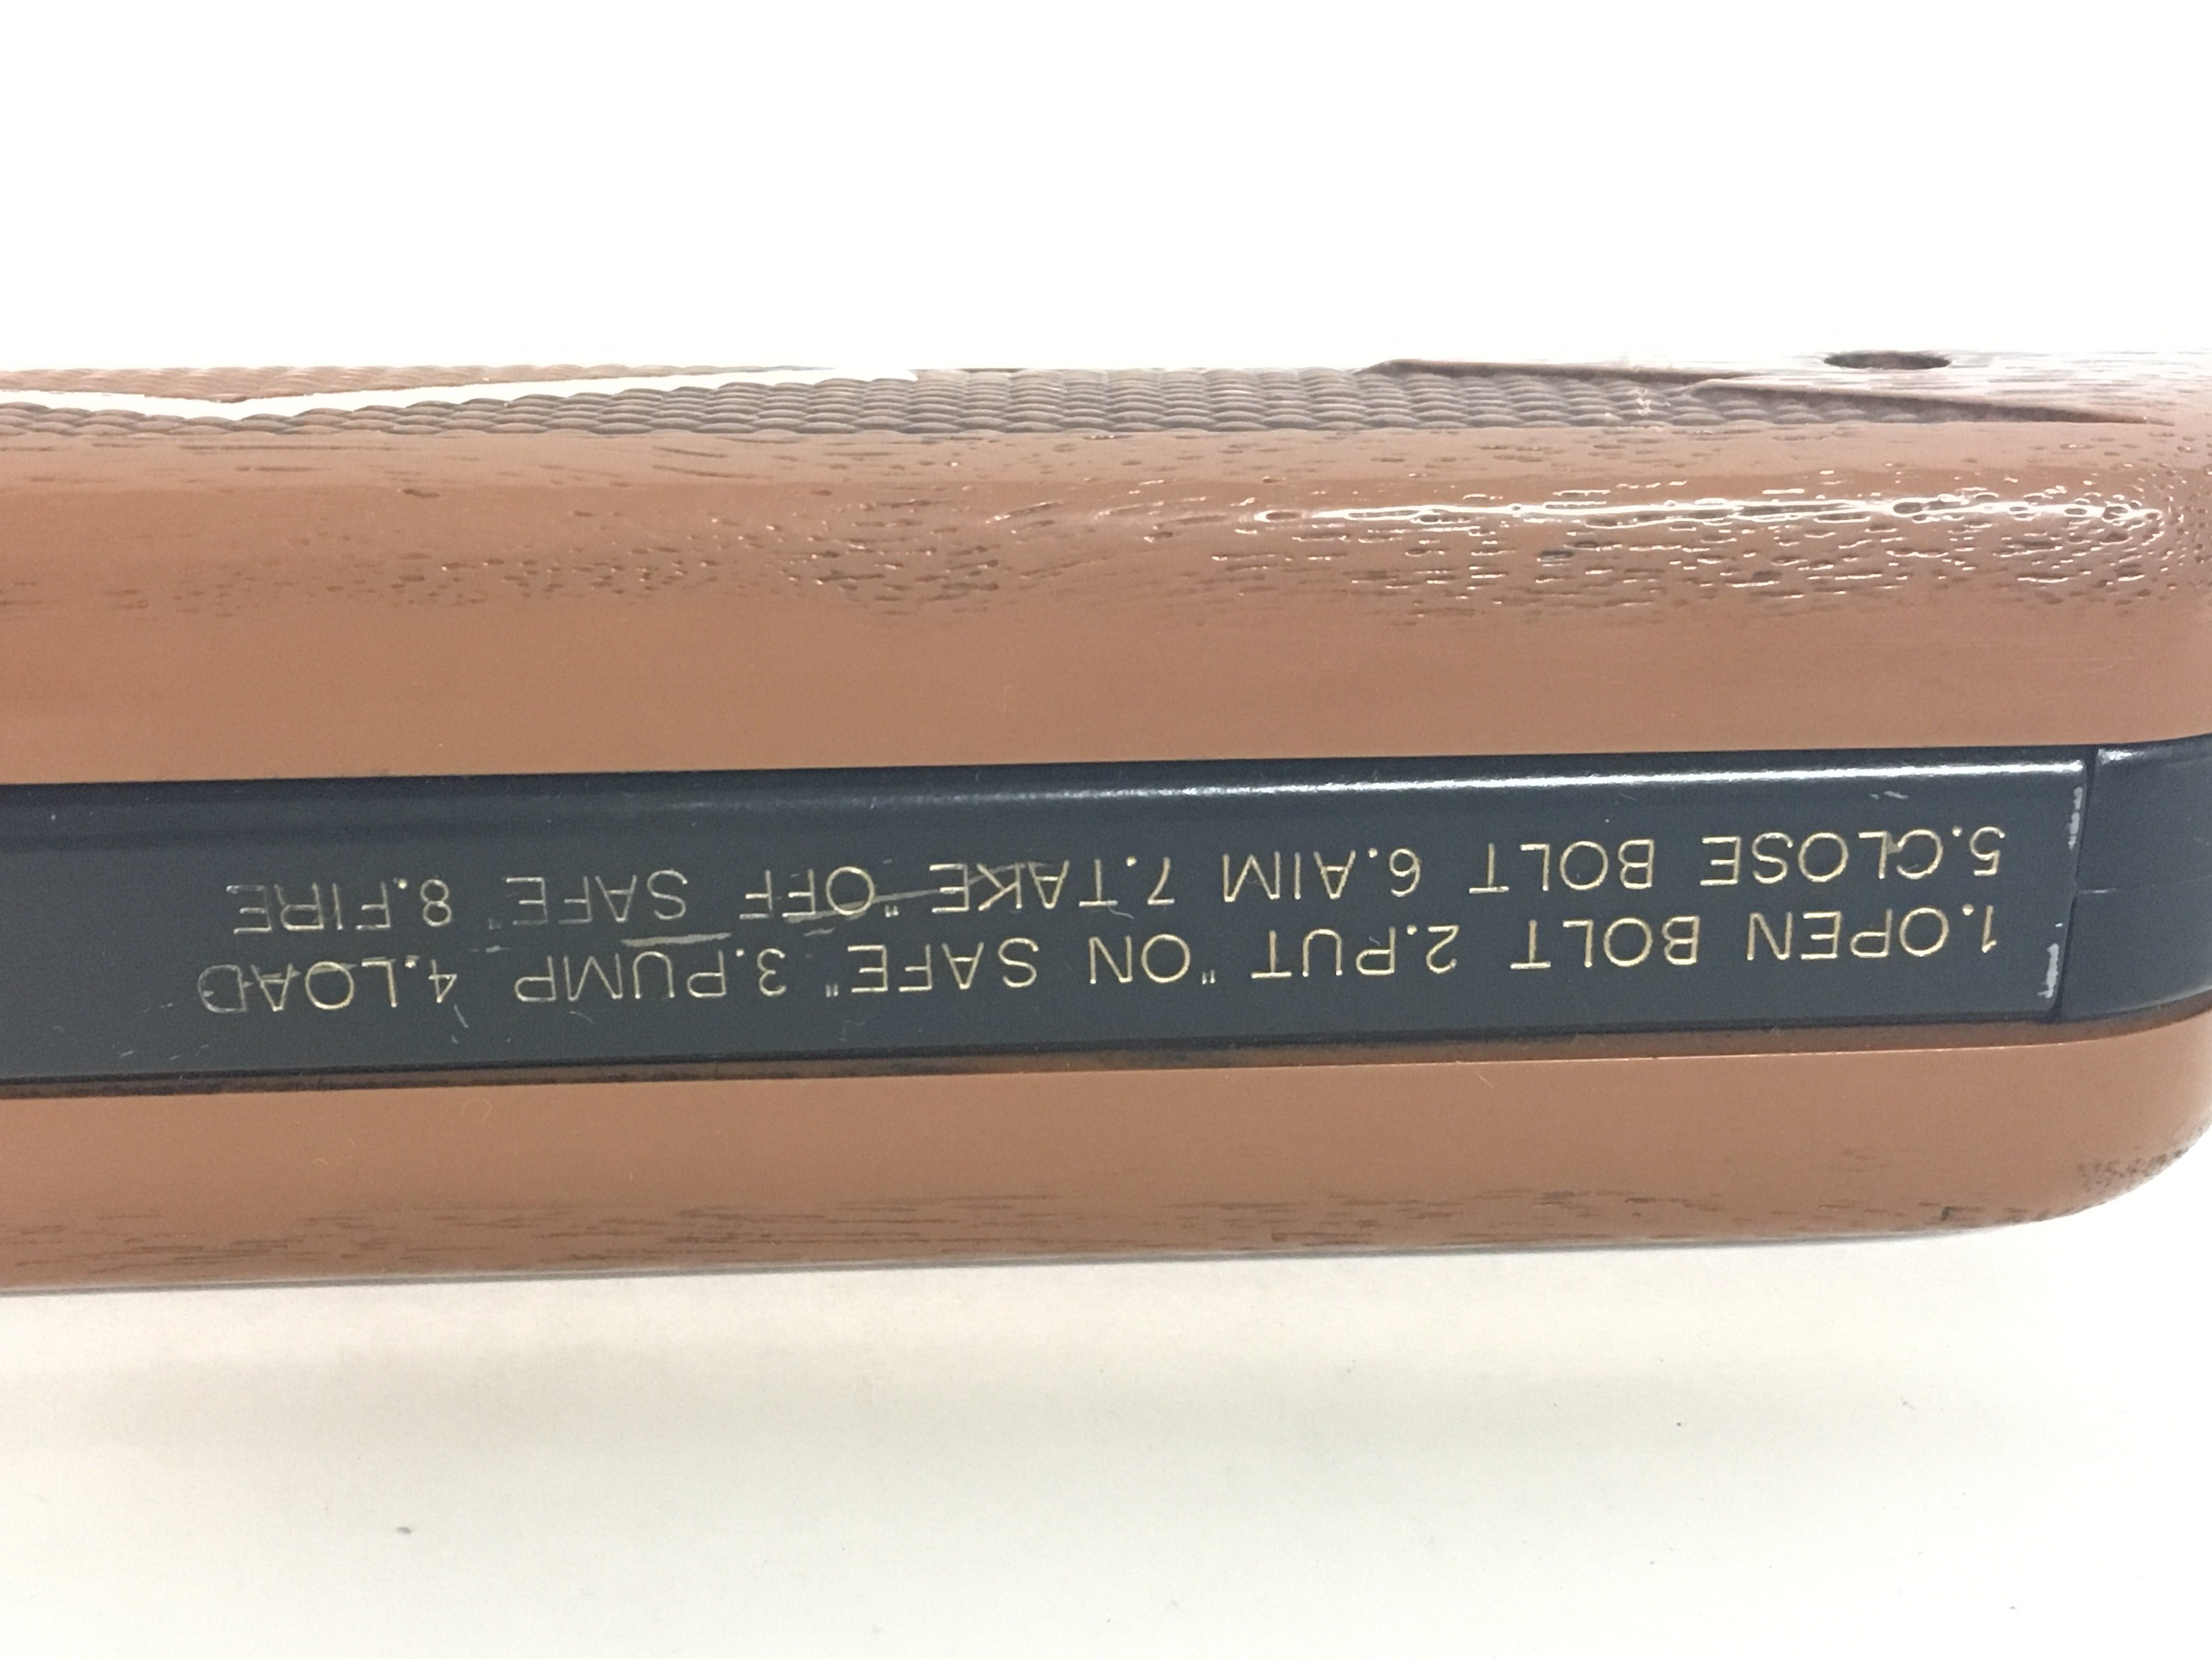 1.OPEN BOLT 2.PUT "ON SAFE" 3.PUMP 4.LOAD
5.CLOSE BOLT 6.AIM 7.TAKE "OFF SAFE" 8.FIRE